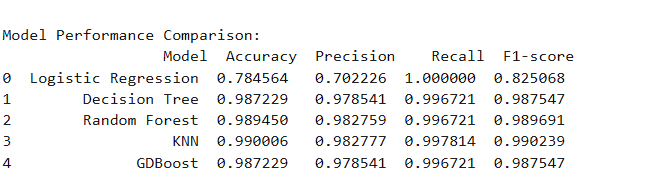 Model Performance Comparison:
Model Accuracy Precision Recall F1-score
0 Logistic Regression 0.784564 0.702226 1.000000 0.825068
1 Decision Tree 0.987229 0.978541 0.996721 0.987547
2 Random Forest 0.989450 0.982759 0.996721 0.989691
3 KNN 0.990006 0.982777 0.997814 0.990239
4 GDBoost 0.987229 0.978541 0.996721 0.987547